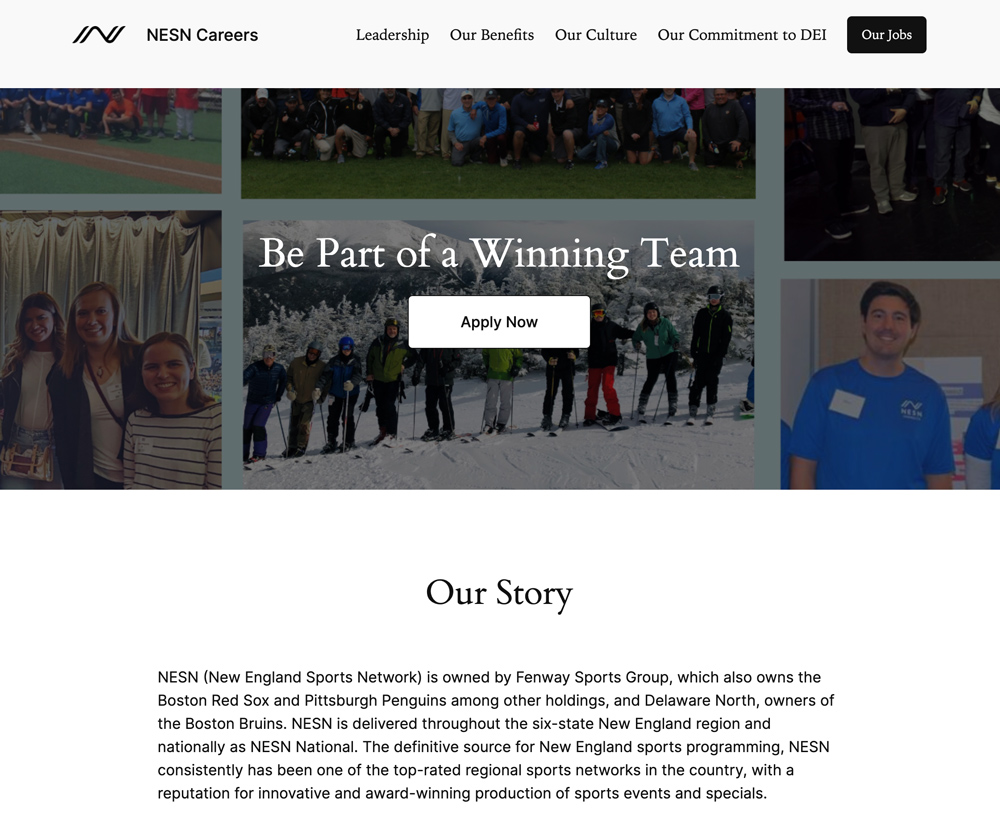 NESN Careers
Leadership Our Benefits Our Culture Our Commitment to DEI Our Jobs
Be Part of a Winning Team
Apply Now
NESN
Our Story
NESN (New England Sports Network) is owned by Fenway Sports Group, which also owns the
Boston Red Sox and Pittsburgh Penguins among other holdings, and Delaware North, owners of
the Boston Bruins. NESN is delivered throughout the six-state New England region and
nationally as NESN National. The definitive source for New England sports programming, NESN
consistently has been one of the top-rated regional sports networks in the country, with a
reputation for innovative and award-winning production of sports events and specials.